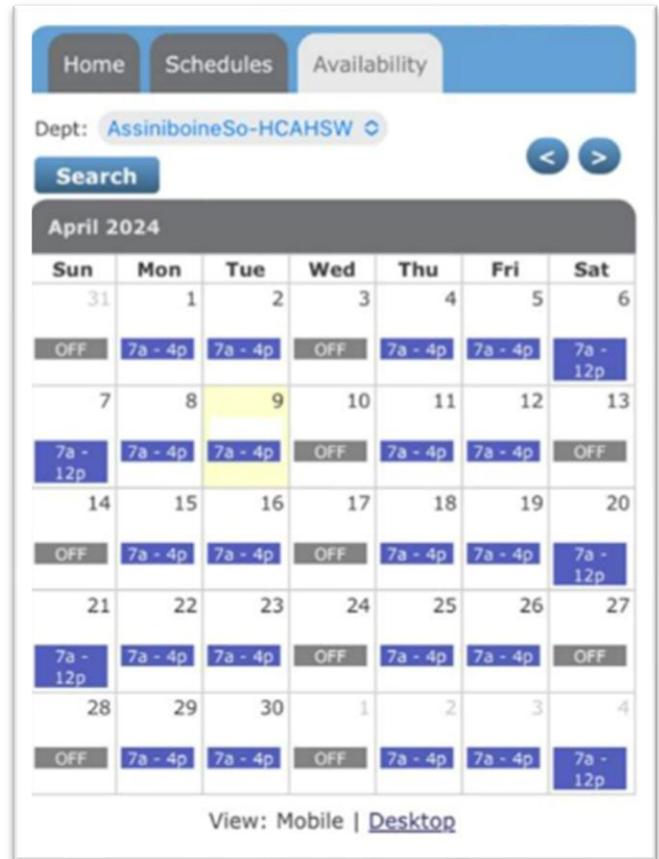 Home Schedules Availability
Dept: AssiniboineSo-HCAHSW
< >
Search
April 2024
Sun Mon Tue Wed Thu Fri Sat
31 1 2 3 4 5 6
OFF 7a - 4p 7a - 4p OFF 7a - 4p 7a - 4p 7a -
12p
7 8 9 10 11 12 13
7a - 7a - 4p 7a - 4p OFF 7a - 4p 7a - 4p OFF
12p
14 15 16 17 18 19 20
OFF 7a - 4p 7a - 4p OFF 7a - 4p 7a - 4p 7a -
12p
21 22 23 24 25 26 27
7a - 7a - 4p 7a - 4p OFF 7a - 4p 7a - 4p OFF
12p
28 29 30 1 2 3 4
OFF 7a - 4p 7a - 4p OFF 7a - 4p 7a - 4p 7a -
12p
View: Mobile | Desktop